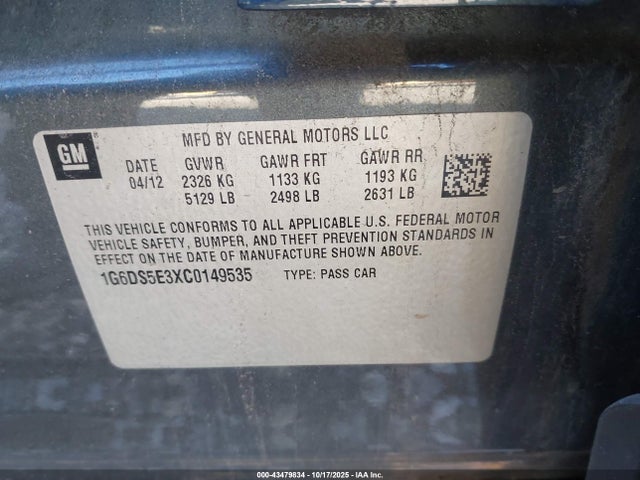 GM
MFD BY GENERAL MOTORS LLC
DATE GVWR GAWR FRT GAWR RR
04/12 2326 KG 1133 KG 1193 KG
5129 LB 2498 LB 2631 LB
THIS VEHICLE CONFORMS TO ALL APPLICABLE U.S. FEDERAL MOTOR
VEHICLE SAFETY, BUMPER, AND THEFT PREVENTION STANDARDS IN
EFFECT ON THE DATE OF MANUFACTURE SHOWN ABOVE.
1G6DS5E3XC0149535 TYPE: PASS CAR
000-43479834 - 10/17/2025 - IAA Inc.